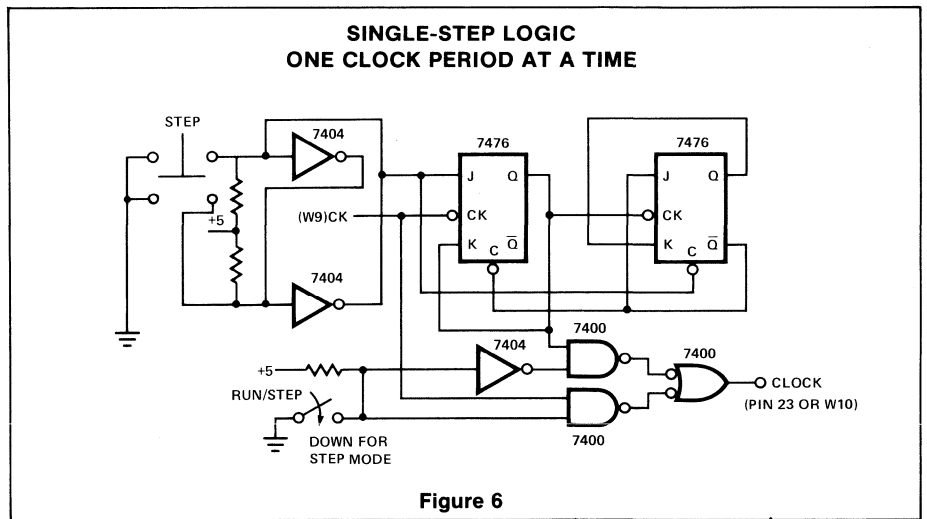 SINGLE-STEP LOGIC
ONE CLOCK PERIOD AT A TIME
STEP
7404
7476
7476
J Q
J Q
+5
(W9)CK
CK
CK
K C Q̅
K C Q̅
7404
7400
7404
7400
+5
CLOCK
RUN/STEP
(PIN 23 OR W10)
DOWN FOR
STEP MODE
7400
Figure 6